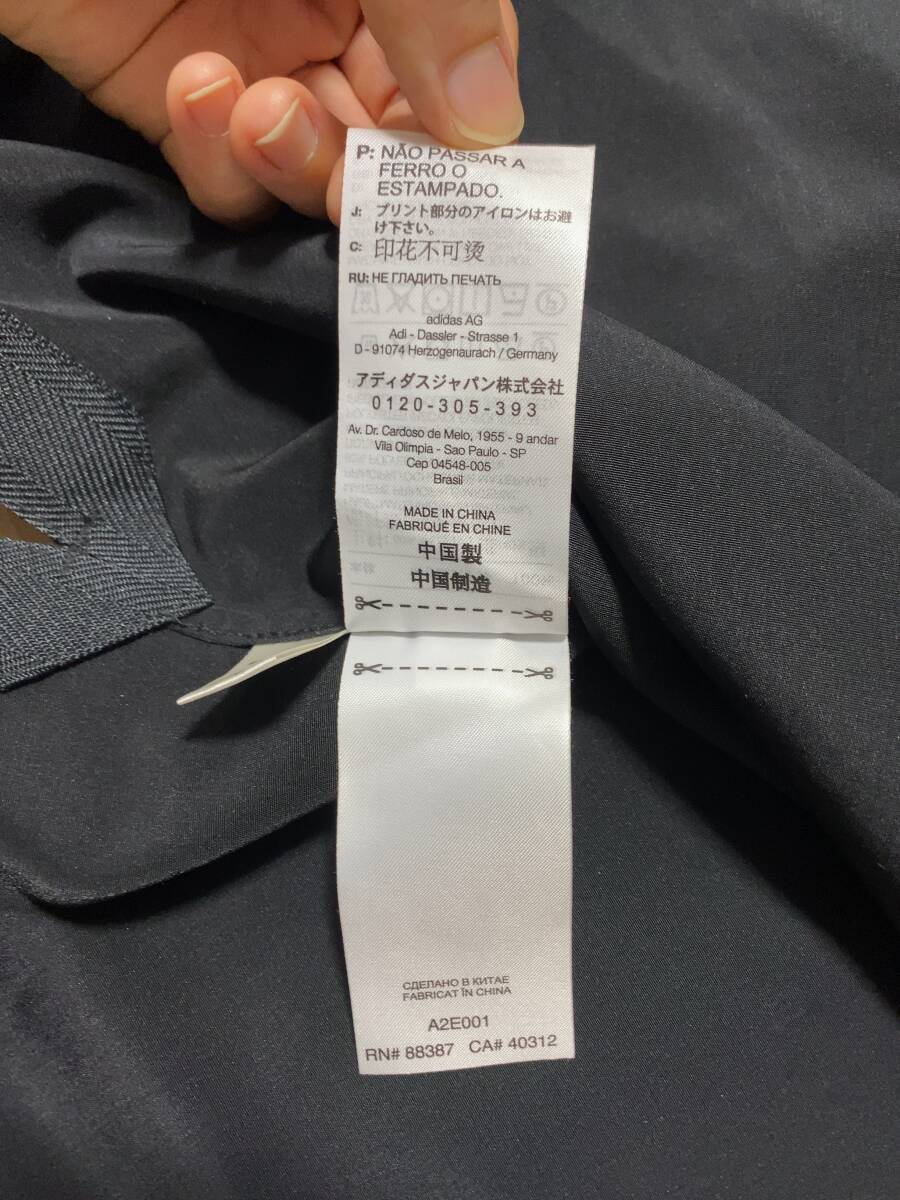 P: NÃO PASSAR A
FERRO O
ESTAMPADO.
J: プリント部分のアイロンはお避
け下さい。
C: 印花不可烫
RU: НЕ ГЛАДИТЬ ПЕЧАТЬ
adidas AG
Adi - Dassler - Strasse 1
D - 91074 Herzogenaurach / Germany
アディダスジャパン株式会社
0120-305-393
Av. Dr. Cardoso de Melo, 1955 - 9 andar
Vila Olimpia - Sao Paulo - SP
Cep 04548-005
Brasil
MADE IN CHINA
FABRIQUÉ EN CHINE
中国製
中国制造
СДЕЛАНО В КИТАЕ
FABRICAT ÎN CHINA
A2E001
RN# 88387 CA# 40312